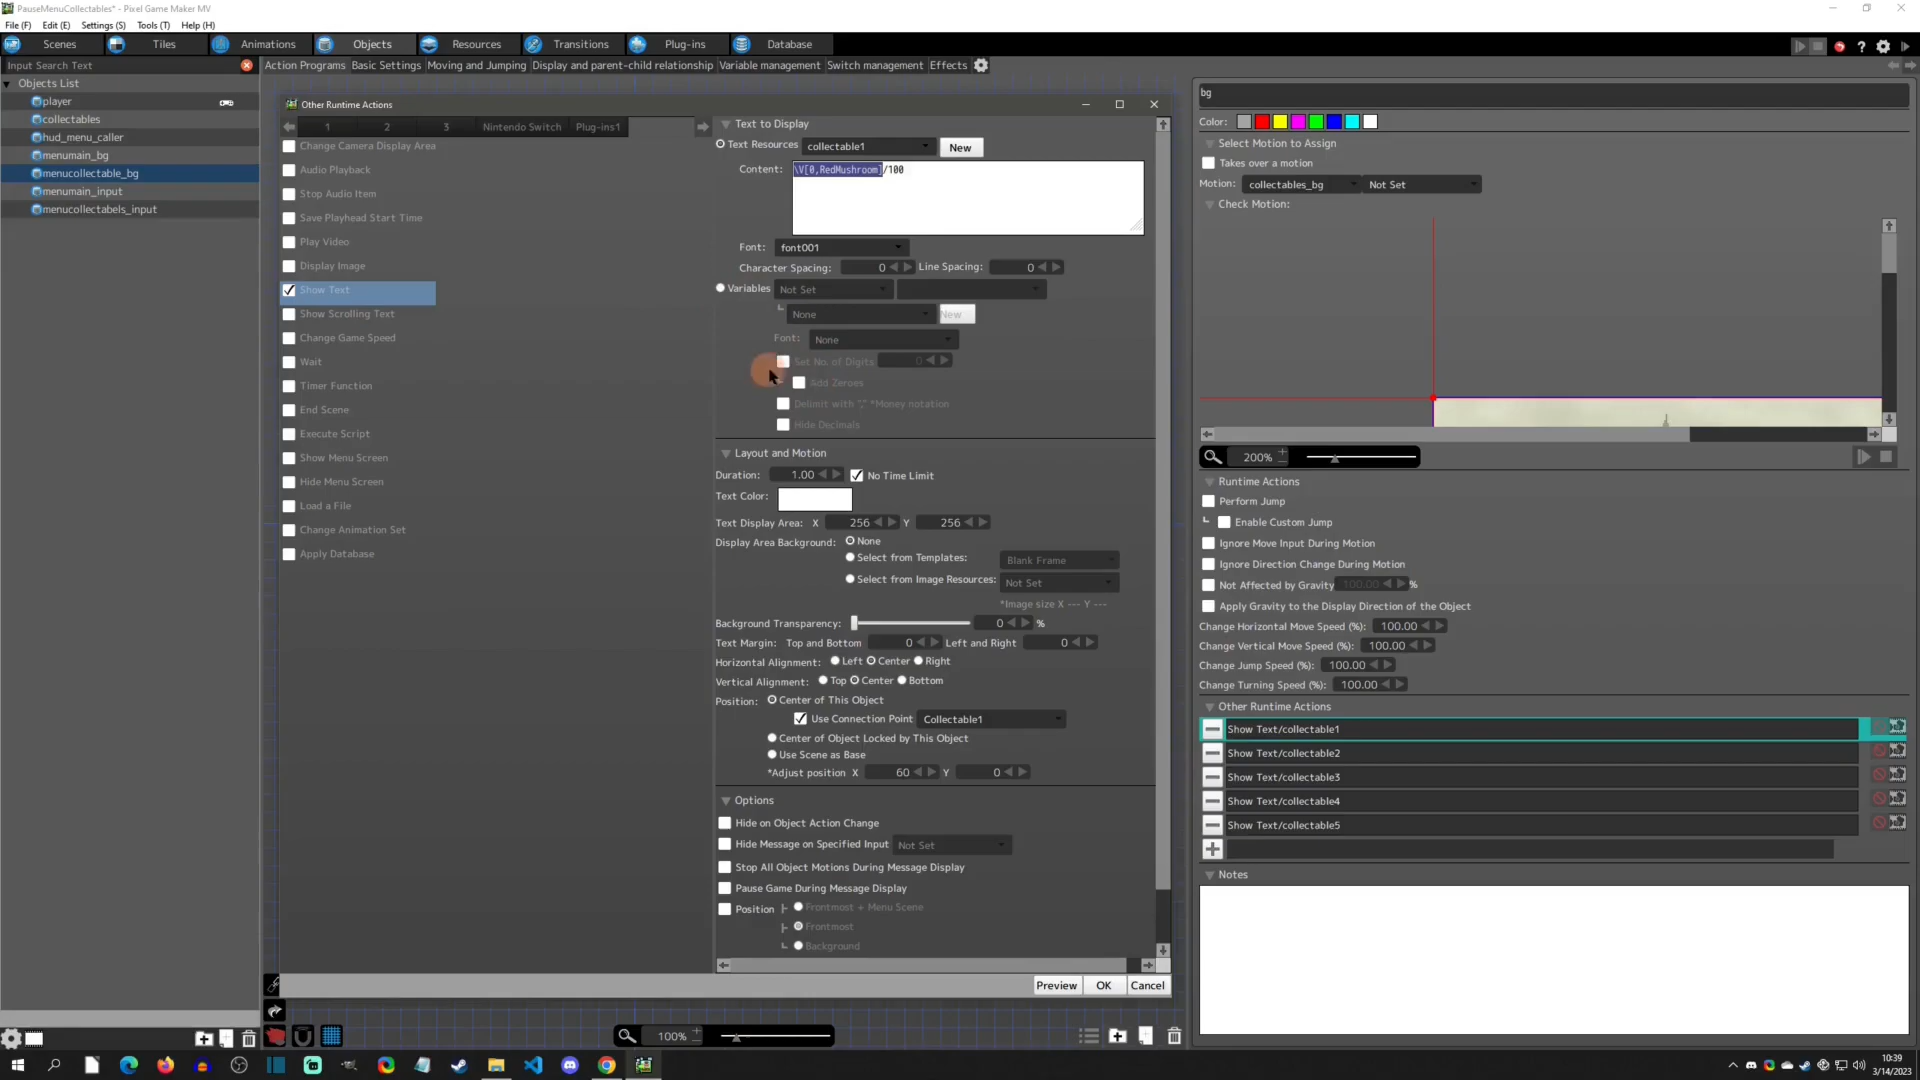 PauseMenuCollectables* - Pixel Game Maker MV
File (F) Edit (E) Settings (S) Tools (T) Help (H)
Scenes Tiles Animations Objects Resources Transitions Plug-ins Database
Input Search Text
Action Programs Basic Settings Moving and Jumping Display and parent-child relationship Variable management Switch management Effects
Objects List
player
collectables
hud_menu_caller
menumain_bg
menucollectable_bg
menumain_input
menucollectabels_input
Other Runtime Actions
1 2 3 Nintendo Switch Plug-ins1
Change Camera Display Area
Audio Playback
Stop Audio Item
Save Playhead Start Time
Play Video
Display Image
Show Text
Show Scrolling Text
Change Game Speed
Wait
Timer Function
End Scene
Execute Script
Show Menu Screen
Hide Menu Screen
Load a File
Change Animation Set
Apply Database
Text to Display
Text Resources collectable1 New
Content: \V[0,RedMushroom]/100
Font: font001
Character Spacing: 0 Line Spacing: 0
Variables Not Set
None New
Font: None
Set No. of Digits 0
Add Zeroes
Delimit with "," *Money notation
Hide Decimals
Layout and Motion
Duration: 1.00 No Time Limit
Text Color:
Text Display Area: X 256 Y 256
Display Area Background: None
Select from Templates: Blank Frame
Select from Image Resources: Not Set
*Image size X --- Y ---
Background Transparency: 0 %
Text Margin: Top and Bottom 0 Left and Right 0
Horizontal Alignment: Left Center Right
Vertical Alignment: Top Center Bottom
Position: Center of This Object
Use Connection Point Collectable1
Center of Object Locked by This Object
Use Scene as Base
*Adjust position X 60 Y 0
Options
Hide on Object Action Change
Hide Message on Specified Input Not Set
Stop All Object Motions During Message Display
Pause Game During Message Display
Position Frontmost + Menu Scene
Frontmost
Background
Preview OK Cancel
100%
bg
Color:
Select Motion to Assign
Takes over a motion
Motion: collectables_bg Not Set
Check Motion:
200%
Runtime Actions
Perform Jump
Enable Custom Jump
Ignore Move Input During Motion
Ignore Direction Change During Motion
Not Affected by Gravity 100.00 %
Apply Gravity to the Display Direction of the Object
Change Horizontal Move Speed (%): 100.00
Change Vertical Move Speed (%): 100.00
Change Jump Speed (%): 100.00
Change Turning Speed (%): 100.00
Other Runtime Actions
Show Text/collectable1
Show Text/collectable2
Show Text/collectable3
Show Text/collectable4
Show Text/collectable5
Notes
10:39
3/14/2023